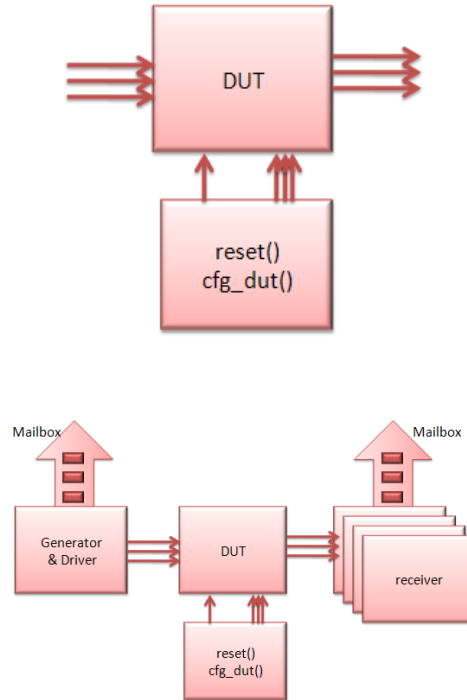 DUT
reset()
cfg_dut()
Mailbox
Mailbox
Generator
& Driver
DUT
receiver
reset()
cfg_dut()